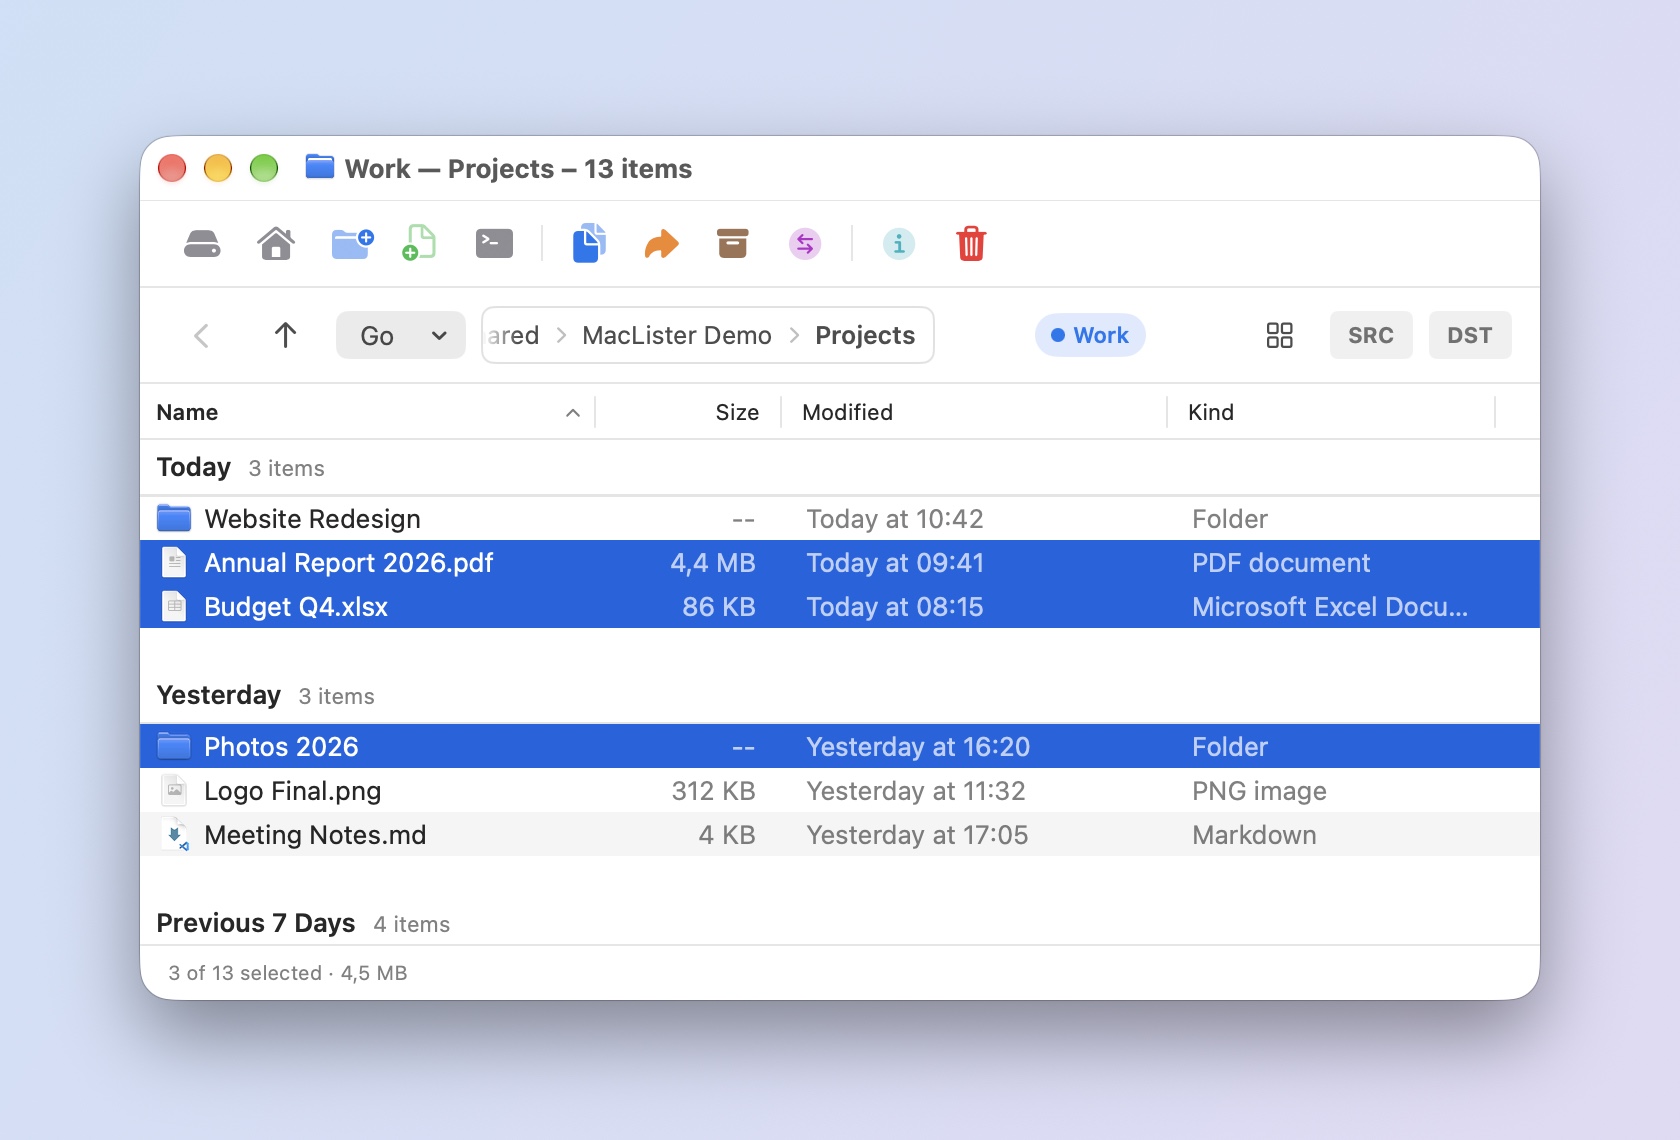 Work — Projects – 13 items
Go ared MacLister Demo Projects Work SRC DST
Name Size Modified Kind
Today 3 items
Website Redesign -- Today at 10:42 Folder
Annual Report 2026.pdf 4,4 MB Today at 09:41 PDF document
Budget Q4.xlsx 86 KB Today at 08:15 Microsoft Excel Docu...
Yesterday 3 items
Photos 2026 -- Yesterday at 16:20 Folder
Logo Final.png 312 KB Yesterday at 11:32 PNG image
Meeting Notes.md 4 KB Yesterday at 17:05 Markdown
Previous 7 Days 4 items
3 of 13 selected · 4,5 MB